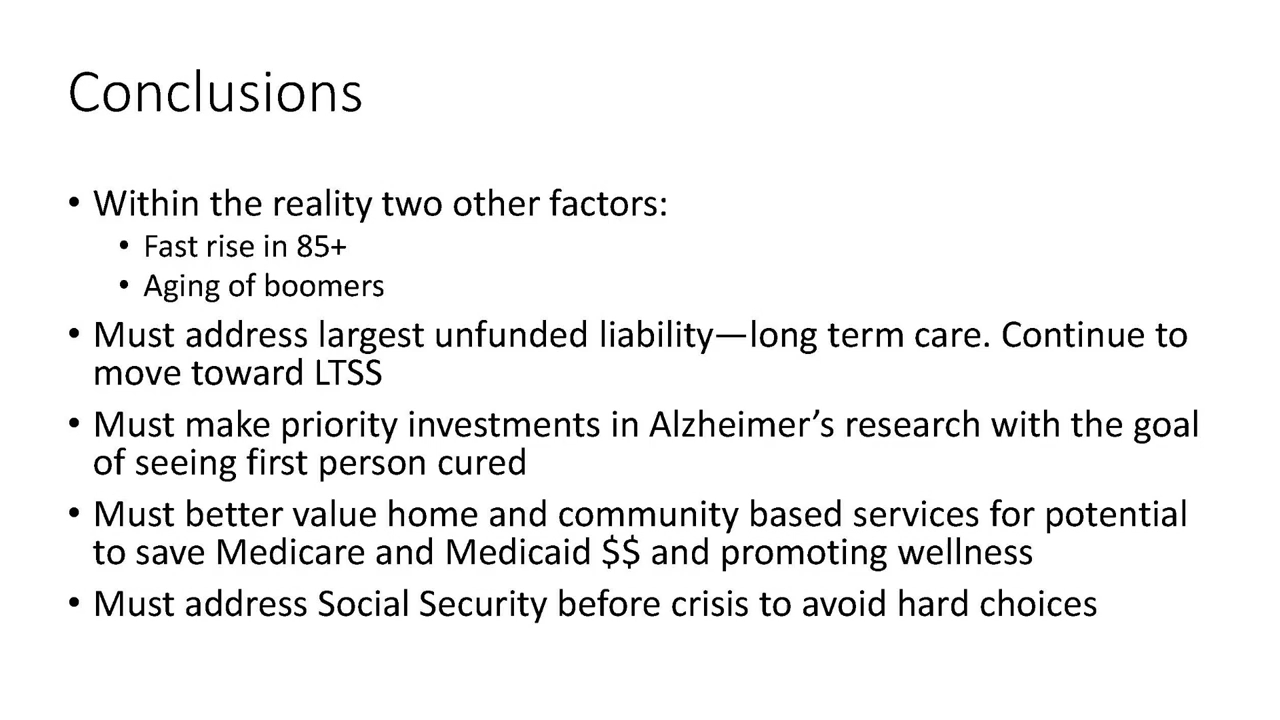 Conclusions
• Within the reality two other factors:
• Fast rise in 85+
• Aging of boomers
• Must address largest unfunded liability—long term care. Continue to
move toward LTSS
• Must make priority investments in Alzheimer’s research with the goal
of seeing first person cured
• Must better value home and community based services for potential
to save Medicare and Medicaid $$ and promoting wellness
• Must address Social Security before crisis to avoid hard choices